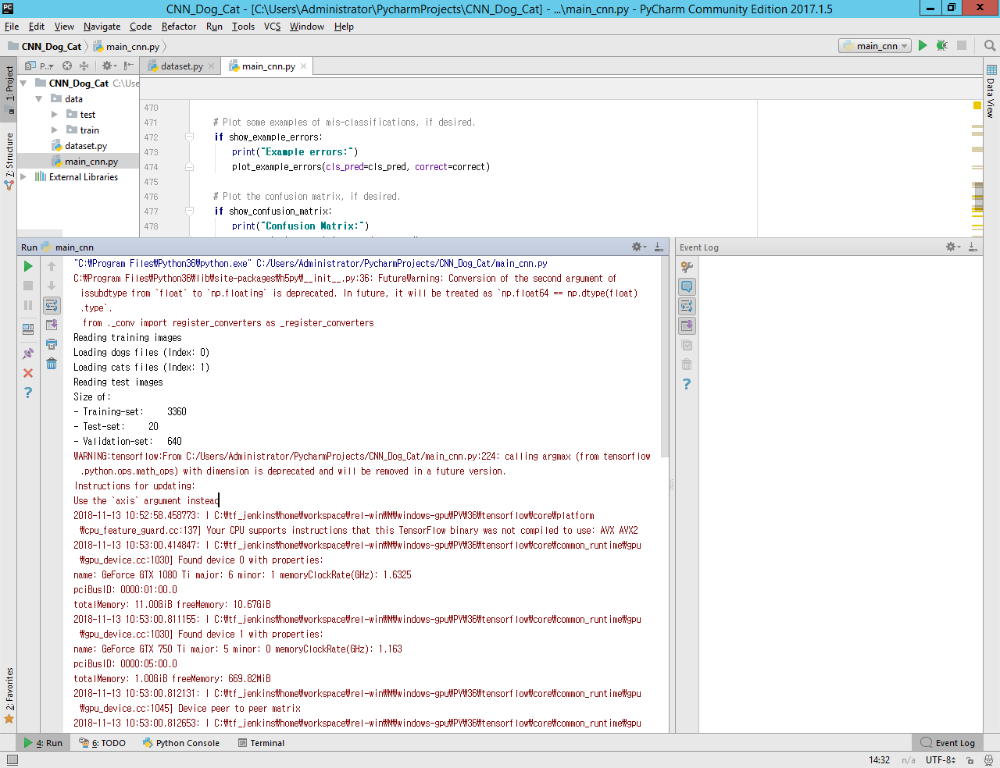 CNN_Dog_Cat - [C:\Users\Administrator\PycharmProjects\CNN_Dog_Cat] - ...\main_cnn.py - PyCharm Community Edition 2017.1.5
File Edit View Navigate Code Refactor Run Tools VCS Window Help
CNN_Dog_Cat main_cnn.py main_cnn
1: Project
7: Structure
2: Favorites
P..
dataset.py main_cnn.py
CNN_Dog_Cat C:\Use
data
test
train
dataset.py
main_cnn.py
External Libraries
470
471 # Plot some examples of mis-classifications, if desired.
472 if show_example_errors:
473 print("Example errors:")
474 plot_example_errors(cls_pred=cls_pred, correct=correct)
475
476 # Plot the confusion matrix, if desired.
477 if show_confusion_matrix:
478 print("Confusion Matrix:")
Data View
Run main_cnn
Event Log
"C:₩Program Files₩Python36₩python.exe" C:/Users/Administrator/PycharmProjects/CNN_Dog_Cat/main_cnn.py
C:₩Program Files₩Python36₩lib₩site-packages₩h5py₩__init__.py:36: FutureWarning: Conversion of the second argument of
issubdtype from `float` to `np.floating` is deprecated. In future, it will be treated as `np.float64 == np.dtype(float)
.type`.
from ._conv import register_converters as _register_converters
Reading training images
Loading dogs files (Index: 0)
Loading cats files (Index: 1)
Reading test images
Size of:
- Training-set: 3360
- Test-set: 20
- Validation-set: 640
WARNING:tensorflow:From C:/Users/Administrator/PycharmProjects/CNN_Dog_Cat/main_cnn.py:224: calling argmax (from tensorflow
.python.ops.math_ops) with dimension is deprecated and will be removed in a future version.
Instructions for updating:
Use the `axis` argument instead
2018-11-13 10:52:58.458773: I C:₩tf_jenkins₩home₩workspace₩rel-win₩M₩windows-gpu₩PY₩36₩tensorflow₩core₩platform
₩cpu_feature_guard.cc:137] Your CPU supports instructions that this TensorFlow binary was not compiled to use: AVX AVX2
2018-11-13 10:53:00.414847: I C:₩tf_jenkins₩home₩workspace₩rel-win₩M₩windows-gpu₩PY₩36₩tensorflow₩core₩common_runtime₩gpu
₩gpu_device.cc:1030] Found device 0 with properties:
name: GeForce GTX 1080 Ti major: 6 minor: 1 memoryClockRate(GHz): 1.6325
pciBusID: 0000:01:00.0
totalMemory: 11.00GiB freeMemory: 10.67GiB
2018-11-13 10:53:00.811155: I C:₩tf_jenkins₩home₩workspace₩rel-win₩M₩windows-gpu₩PY₩36₩tensorflow₩core₩common_runtime₩gpu
₩gpu_device.cc:1030] Found device 1 with properties:
name: GeForce GTX 750 Ti major: 5 minor: 0 memoryClockRate(GHz): 1.163
pciBusID: 0000:05:00.0
totalMemory: 1.00GiB freeMemory: 669.82MiB
2018-11-13 10:53:00.812131: I C:₩tf_jenkins₩home₩workspace₩rel-win₩M₩windows-gpu₩PY₩36₩tensorflow₩core₩common_runtime₩gpu
₩gpu_device.cc:1045] Device peer to peer matrix
2018-11-13 10:53:00.812653: I C:₩tf_jenkins₩home₩workspace₩rel-win₩M₩windows-gpu₩PY₩36₩tensorflow₩core₩common_runtime₩gpu
4: Run 6: TODO Python Console Terminal Event Log
14:32 n/a UTF-8